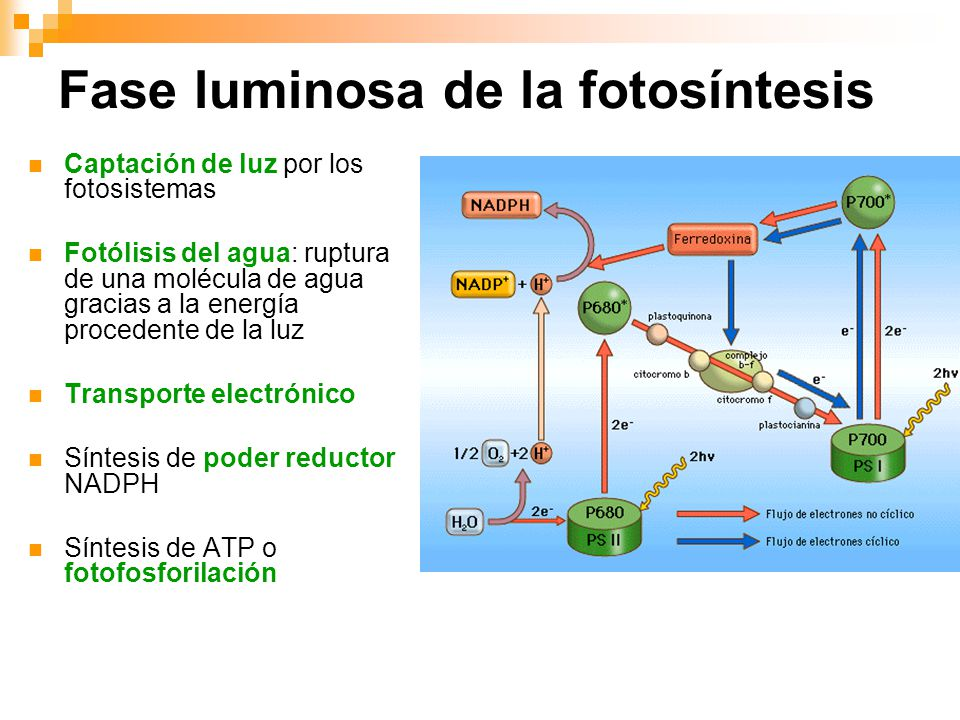 Fase luminosa de la fotosíntesis
Captación de luz por los
fotosistemas
Fotólisis del agua: ruptura
de una molécula de agua
gracias a la energía
procedente de la luz
Transporte electrónico
Síntesis de poder reductor
NADPH
Síntesis de ATP o
fotofosforilación
NADPH
Ferredoxina
P700*
NADP+ + H+
P680*
plastoquinona
complejo
b-f
citocromo b
citocromo f
plastocianina
e-
e-
2e-
2hν
P700
PS I
1/2 O2 +2 H+
2e-
2hν
H2O
2e-
P680
PS II
Flujo de electrones no cíclico
Flujo de electrones cíclico